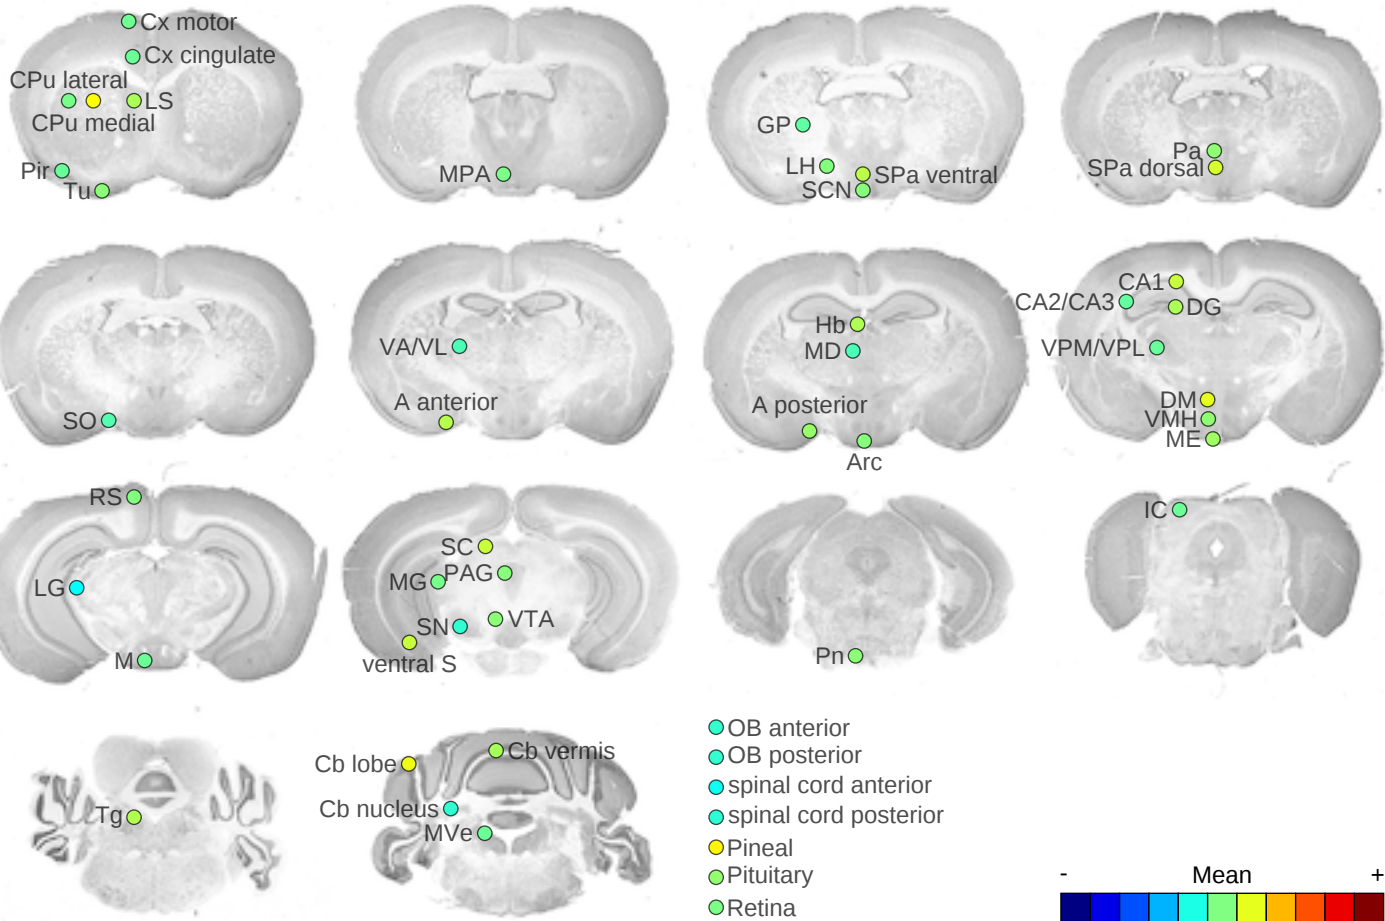 Cx motor
Cx cingulate
CPu lateral
LS
CPu medial
Pir
Tu
MPA
GP
LH
SPa ventral
SCN
Pa
SPa dorsal
SO
VA/VL
A anterior
Hb
MD
A posterior
Arc
CA1
CA2/CA3
DG
VPM/VPL
DM
VMH
ME
RS
LG
M
SC
MG
PAG
SN
VTA
ventral S
Pn
IC
Tg
Cb lobe
Cb vermis
Cb nucleus
MVe
OB anterior
OB posterior
spinal cord anterior
spinal cord posterior
Pineal
Pituitary
Retina
- Mean +